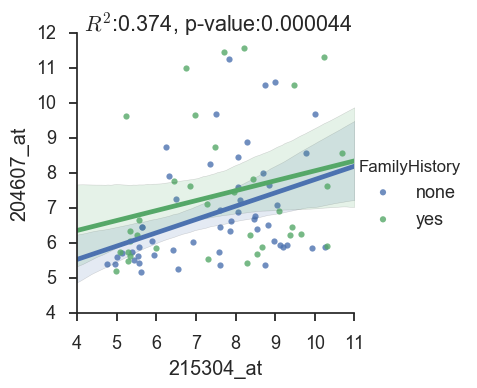 R²:0.374, p-value:0.000044
12
11
10
9
8
7
6
5
4
204607_at
4 5 6 7 8 9 10 11
215304_at
FamilyHistory
none
yes